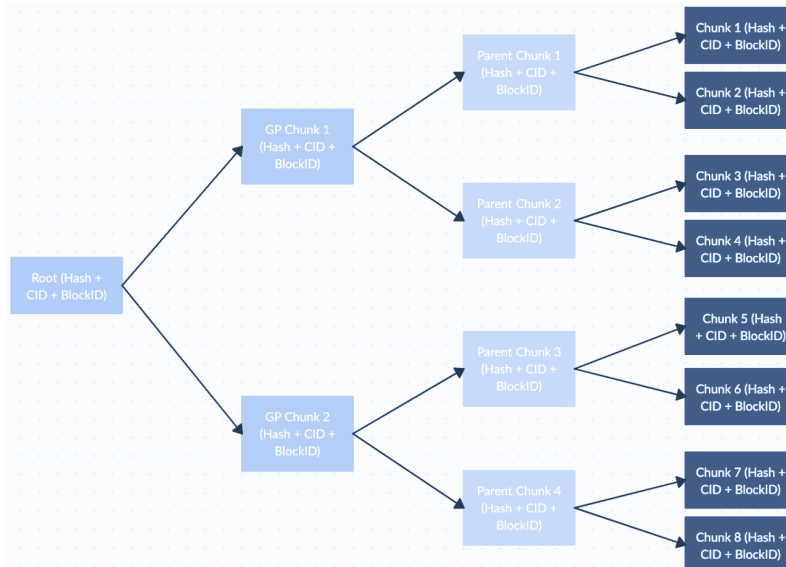 Root (Hash +
CID + BlockID)
GP Chunk 1
(Hash + CID +
BlockID)
GP Chunk 2
(Hash + CID +
BlockID)
Parent Chunk 1
(Hash + CID +
BlockID)
Parent Chunk 2
(Hash + CID +
BlockID)
Parent Chunk 3
(Hash + CID +
BlockID)
Parent Chunk 4
(Hash + CID +
BlockID)
Chunk 1 (Hash +
CID + BlockID)
Chunk 2 (Hash +
CID + BlockID)
Chunk 3 (Hash +
CID + BlockID)
Chunk 4 (Hash +
CID + BlockID)
Chunk 5 (Hash
+ CID + BlockID)
Chunk 6 (Hash +
CID + BlockID)
Chunk 7 (Hash +
CID + BlockID)
Chunk 8 (Hash +
CID + BlockID)